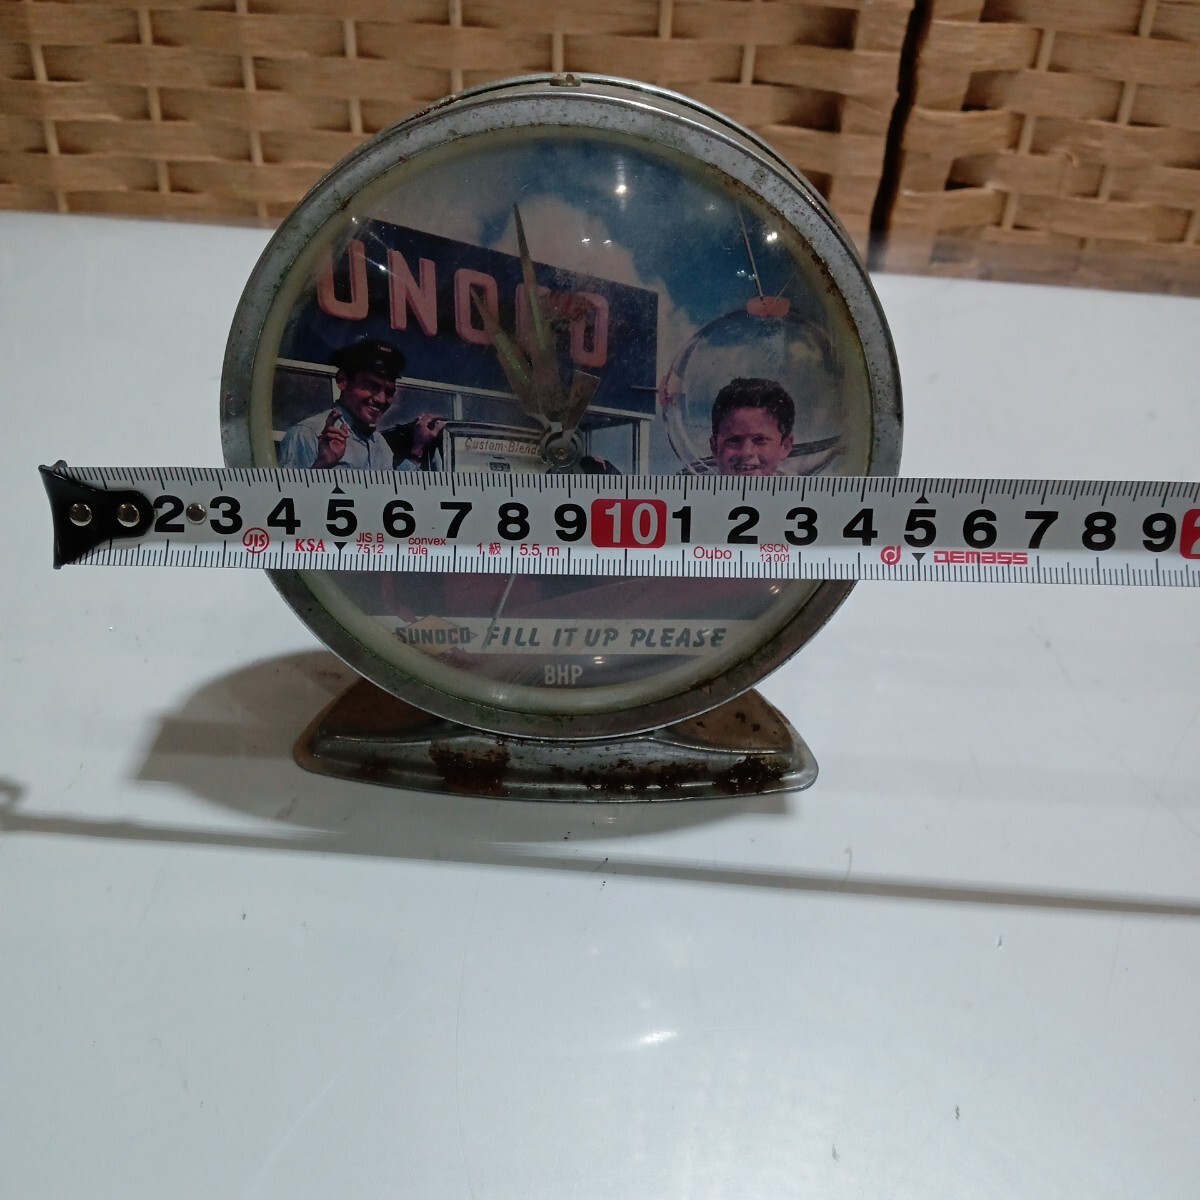 UNOCO
Custom-Blend
2 3 4 5 6 7 8 9 10 1 2 3 4 5 6 7 8 9
JIS KSA JIS B 7512 convex rule 1級 5.5 m Oubo KSCN 12001 DEMASS
SUNOCO FILL IT UP PLEASE
BHP